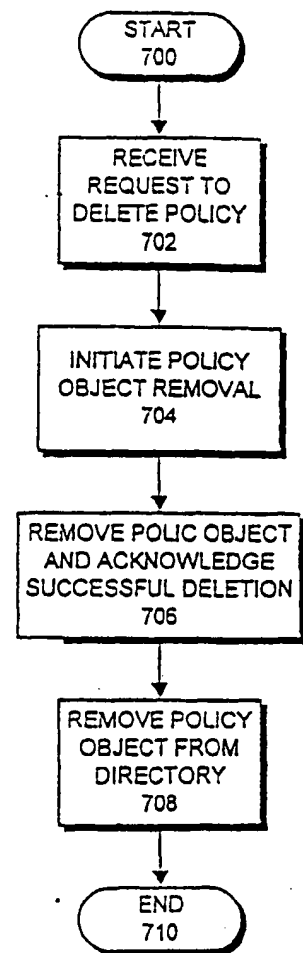 START
700
RECEIVE
REQUEST TO
DELETE POLICY
702
INITIATE POLICY
OBJECT REMOVAL
704
REMOVE POLIC OBJECT
AND ACKNOWLEDGE
SUCCESSFUL DELETION
706
REMOVE POLICY
OBJECT FROM
DIRECTORY
708
END
710